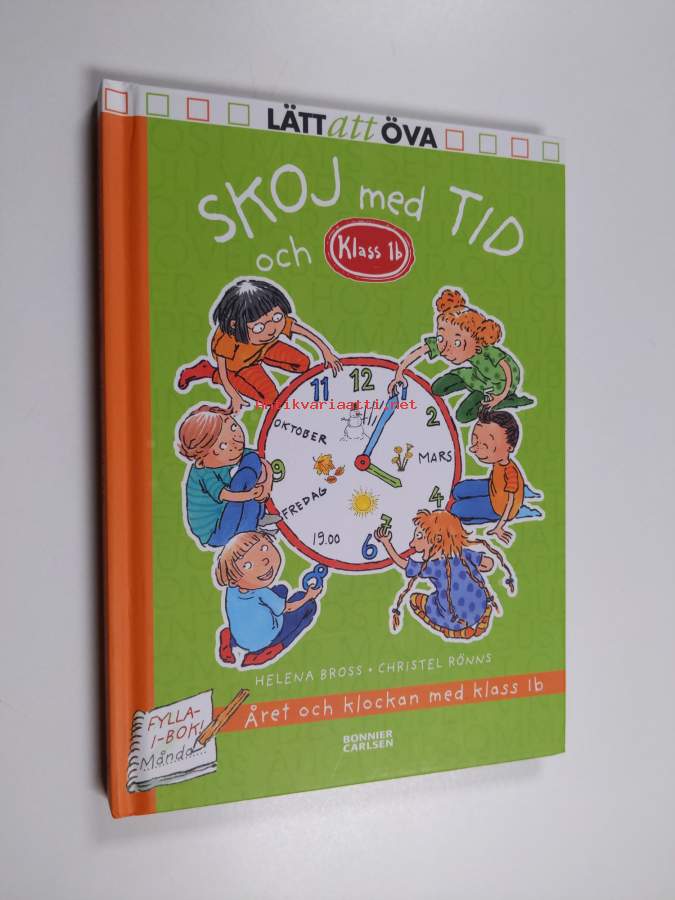 LÄTT att ÖVA
SKOJ med TID
och Klass 1b
11 12 1
antikvariaatti.net
2
OKTOBER
MARS
9
FREDAG
4
19.00
6
7
8
HELENA BROSS • CHRISTEL RÖNNS
Året och klockan med klass 1b
FYLLA-
I-BOK!
Månda
BONNIER
CARLSEN